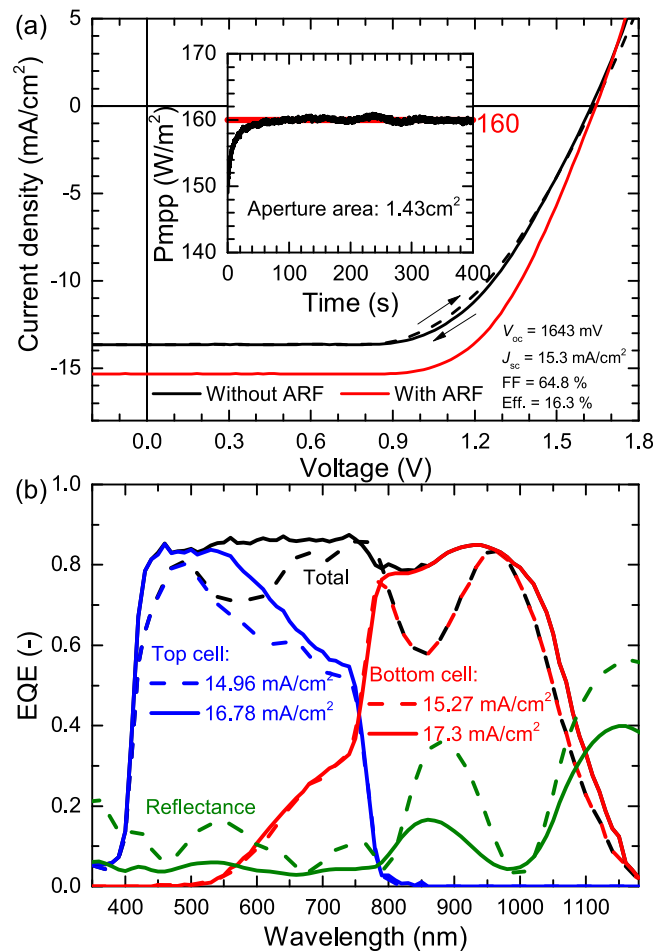 (a)
5
0
-5
-10
-15
Current density (mA/cm²)
170
160
150
140
Pmpp (W/m²)
160
Aperture area: 1.43cm²
0 100 200 300 400
Time (s)
V_oc = 1643 mV
J_sc = 15.3 mA/cm²
FF = 64.8 %
Eff. = 16.3 %
Without ARF With ARF
0.0 0.3 0.6 0.9 1.2 1.5 1.8
Voltage (V)
(b)
1.0
0.8
0.6
0.4
0.2
0.0
EQE (-)
Total
Top cell:
14.96 mA/cm²
16.78 mA/cm²
Bottom cell:
15.27 mA/cm²
17.3 mA/cm²
Reflectance
400 500 600 700 800 900 1000 1100
Wavelength (nm)